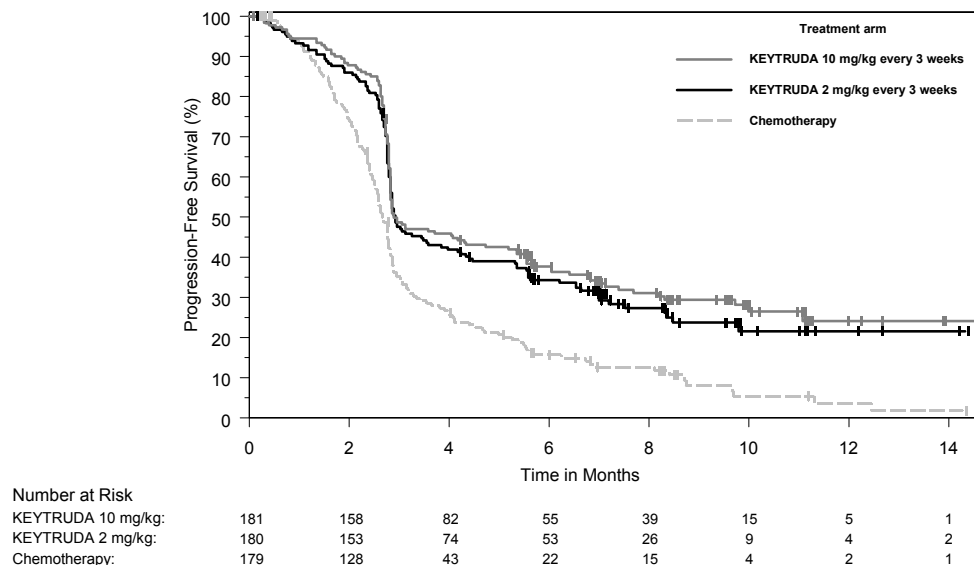 Treatment arm
KEYTRUDA 10 mg/kg every 3 weeks
KEYTRUDA 2 mg/kg every 3 weeks
Chemotherapy
Progression-Free Survival (%)
100
90
80
70
60
50
40
30
20
10
0
0 2 4 6 8 10 12 14
Time in Months
Number at Risk
KEYTRUDA 10 mg/kg: 181 158 82 55 39 15 5 1
KEYTRUDA 2 mg/kg: 180 153 74 53 26 9 4 2
Chemotherapy: 179 128 43 22 15 4 2 1